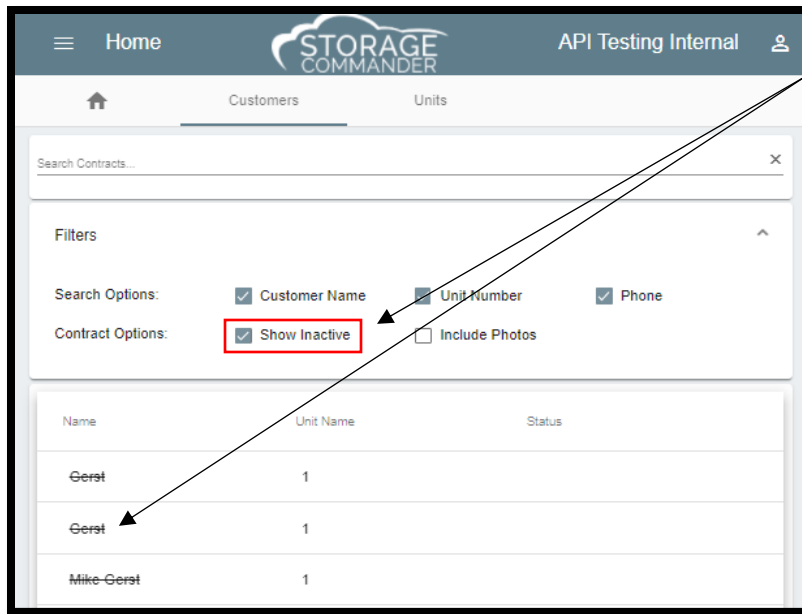 Home STORAGE COMMANDER API Testing Internal
Customers Units
Search Contracts...
Filters
Search Options: Customer Name Unit Number Phone
Contract Options: Show Inactive Include Photos
Name Unit Name Status
Gerst 1
Gerst 1
Mike Gerst 1